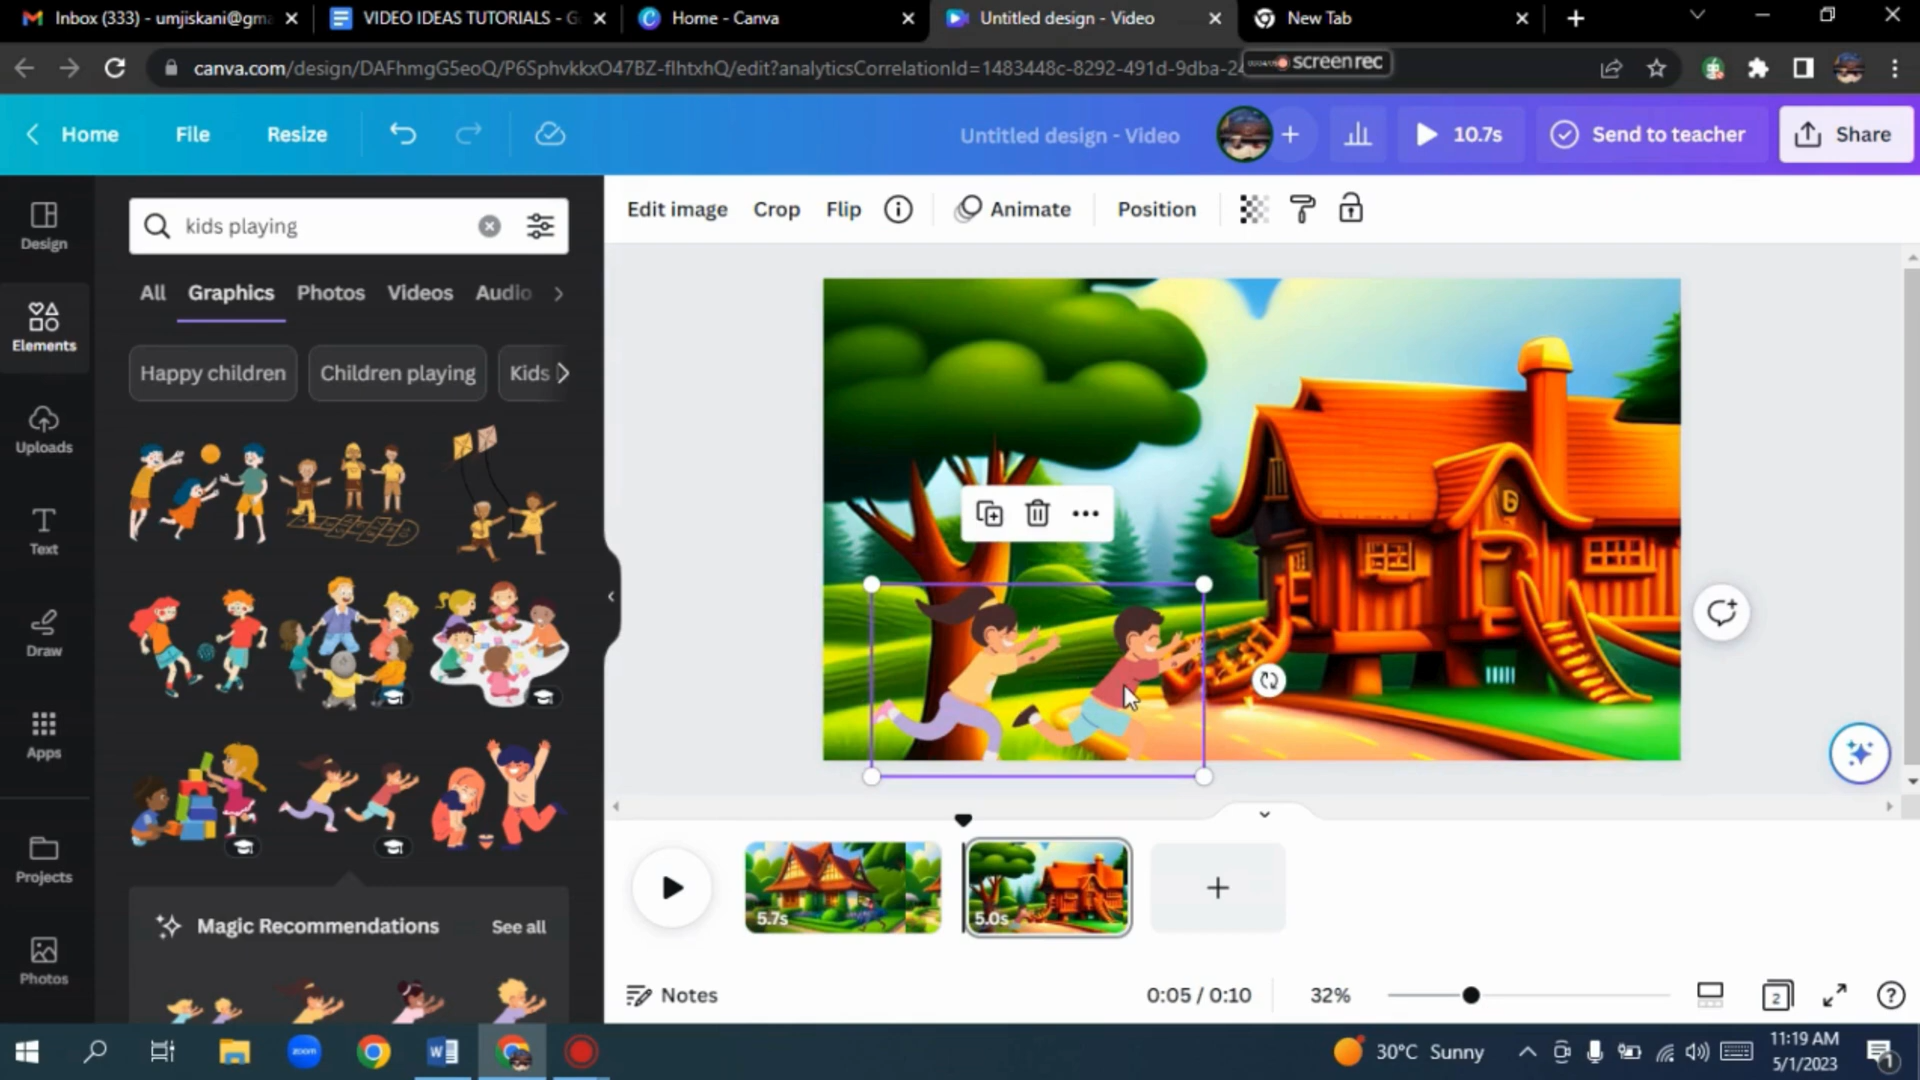 Inbox (333) - umjiskani@gma
VIDEO IDEAS TUTORIALS - G
Home - Canva
Untitled design - Video
New Tab
canva.com/design/DAFhmgG5eoQ/P6SphvkkxO47BZ-flhtxhQ/edit?analyticsCorrelationId=1483448c-8292-491d-9dba-24
screenrec
Home
File
Resize
Untitled design - Video
10.7s
Send to teacher
Share
Design
Elements
Uploads
Text
Draw
Apps
Projects
Photos
kids playing
All
Graphics
Photos
Videos
Audio
Happy children
Children playing
Kids
Magic Recommendations
See all
Edit image
Crop
Flip
Animate
Position
5.7s
5.0s
Notes
0:05 / 0:10
32%
2
zoom
30°C Sunny
11:19 AM
5/1/2023
1